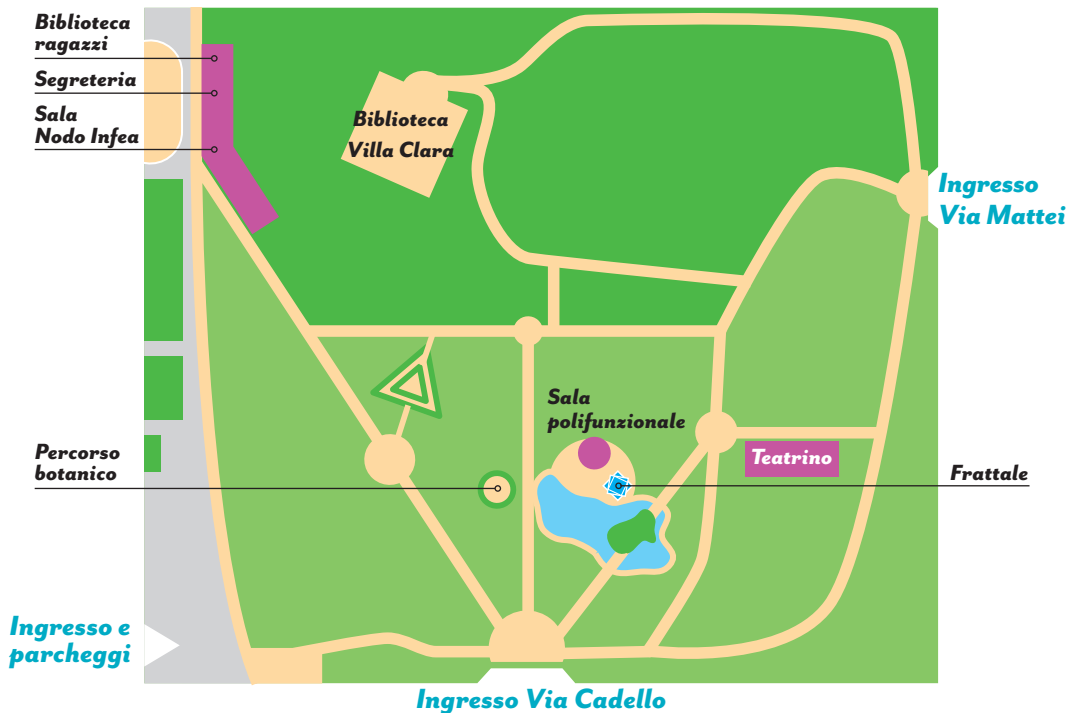 Biblioteca
ragazzi
Segreteria
Sala
Nodo Infea
Biblioteca
Villa Clara
Ingresso
Via Mattei
Sala
polifunzionale
Percorso
botanico
Teatrino
Frattale
Ingresso e
parcheggi
Ingresso Via Cadello